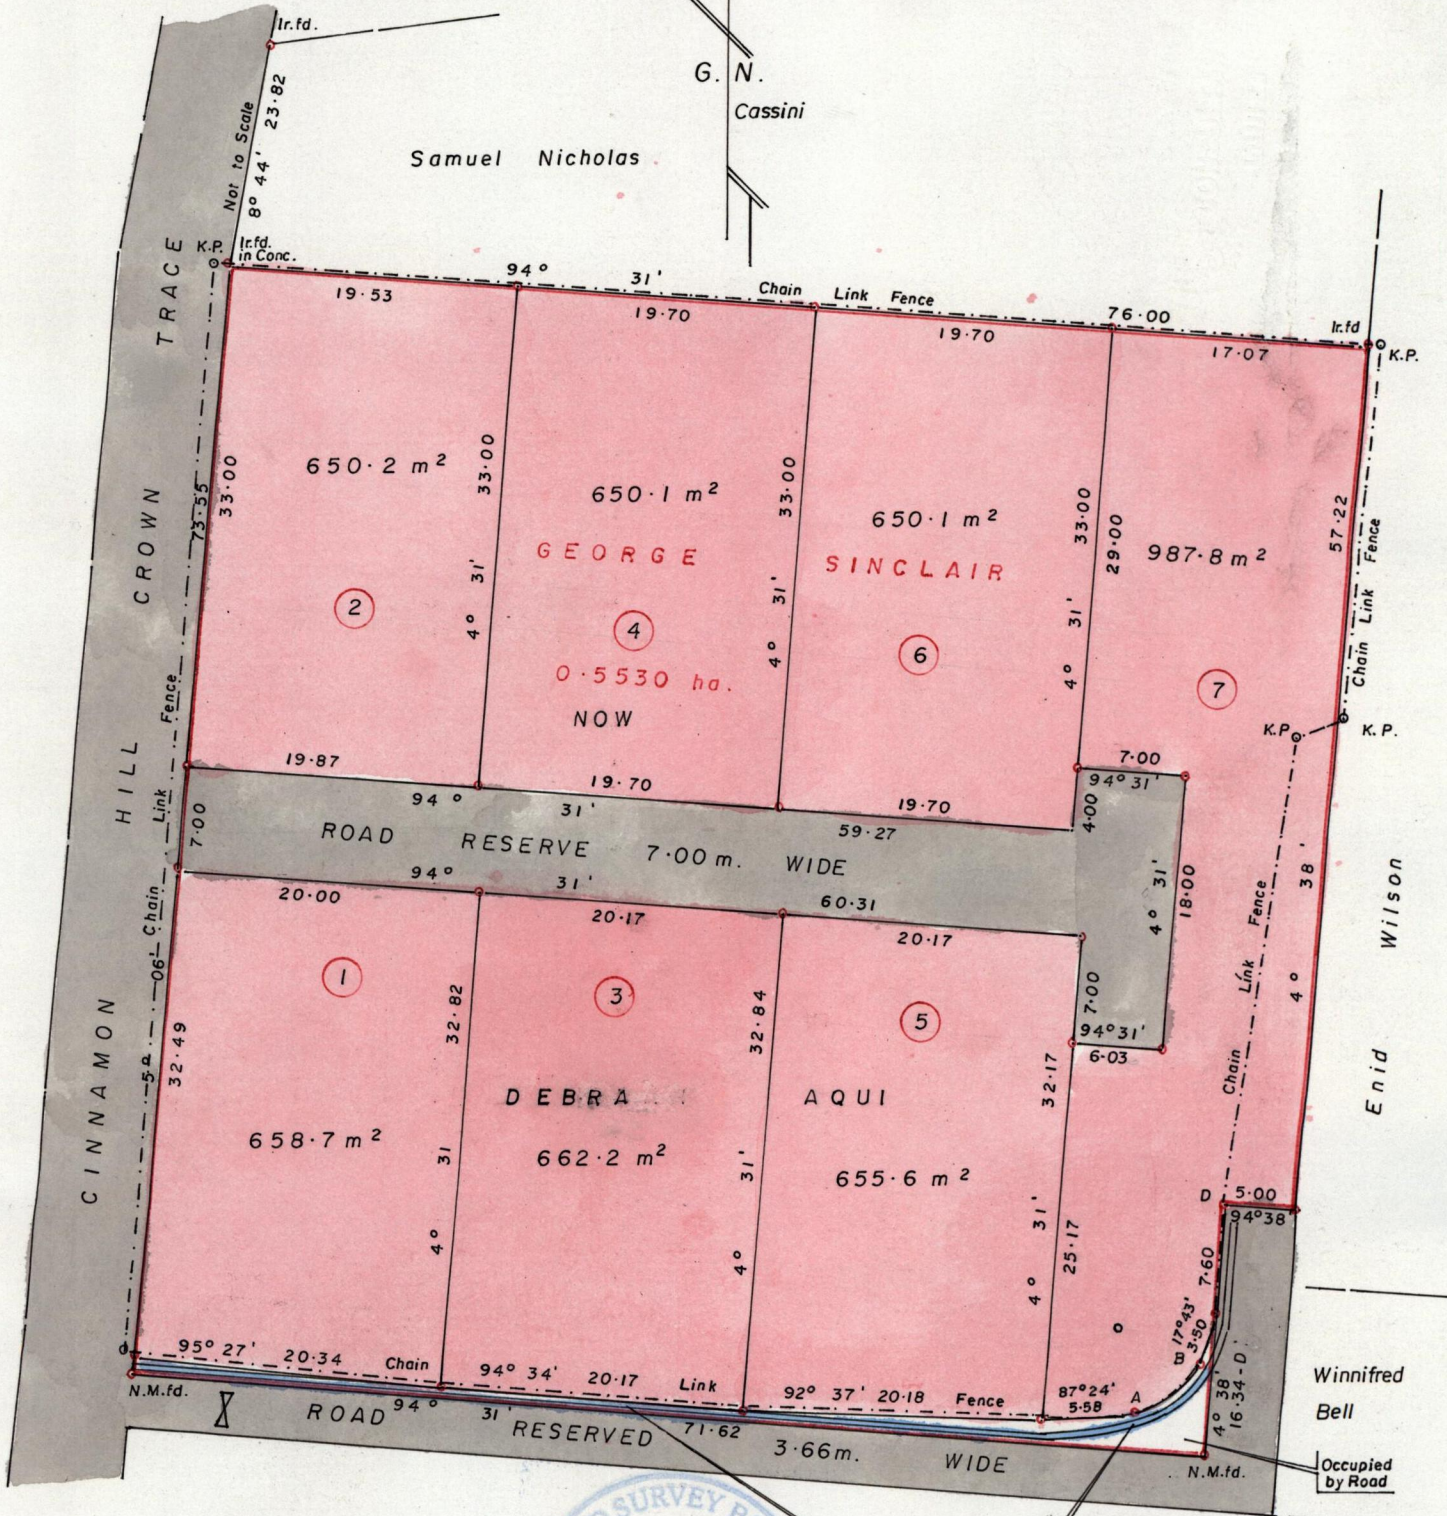 Ir.fd.
G. N.
Cassini
Not to Scale
8° 44' 23·82
Samuel Nicholas
K.P.
Ir.fd.
in Conc.
94° 31' Chain Link Fence 76·00
Ir.fd
K.P.
19·53
19·70
19·70
17·07
CINNAMON HILL CROWN TRACE
73·55
33·00
33·00
4° 31'
33·00
4° 31'
33·00
4° 31'
29·00
57·22
4° 38'
Chain Link Fence
650·2 m²
650·1 m²
650·1 m²
987·8 m²
GEORGE SINCLAIR
2
4
6
7
0·5530 ha.
NOW
K.P.
K.P.
19·87
19·70
19·70
7·00
94° 31'
4·00
94° 31' 59·27
7·00
ROAD RESERVE 7·00 m. WIDE
94° 31' 60·31
4° 31' 18·00
Chain Link Fence
5° 06'
Chain Link Fence
Enid Wilson
20·00
20·17
20·17
7·00
94° 31'
6·03
1
3
5
32·49
32·82
4° 31
32·84
4° 31'
32·17
4° 31'
25·17
DEBRA AQUI
658·7 m²
662·2 m²
655·6 m²
D 5·00
94°38
7·60
17°43'
3·50
B
4° 38'
16·34-D'
95° 27' 20·34 Chain
94° 34' 20·17 Link
92° 37' 20·18 Fence
87°24'
5·58
A
N.M.fd.
94° 31' 71·62
ROAD RESERVED 3·66 m. WIDE
N.M.fd.
Winnifred
Bell
Occupied
by Road
SURVEY